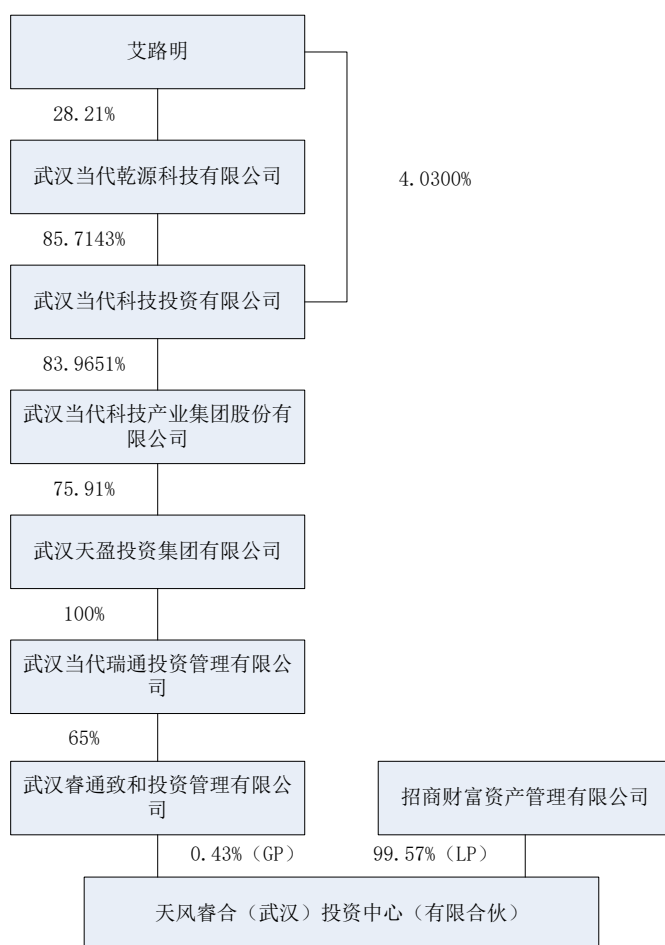 艾路明
28.21%
武汉当代乾源科技有限公司
4.0300%
85.7143%
武汉当代科技投资有限公司
83.9651%
武汉当代科技产业集团股份有
限公司
75.91%
武汉天盈投资集团有限公司
100%
武汉当代瑞通投资管理有限公
司
65%
武汉睿通致和投资管理有限公
司
招商财富资产管理有限公司
0.43%（GP）
99.57%（LP）
天风睿合（武汉）投资中心（有限合伙）